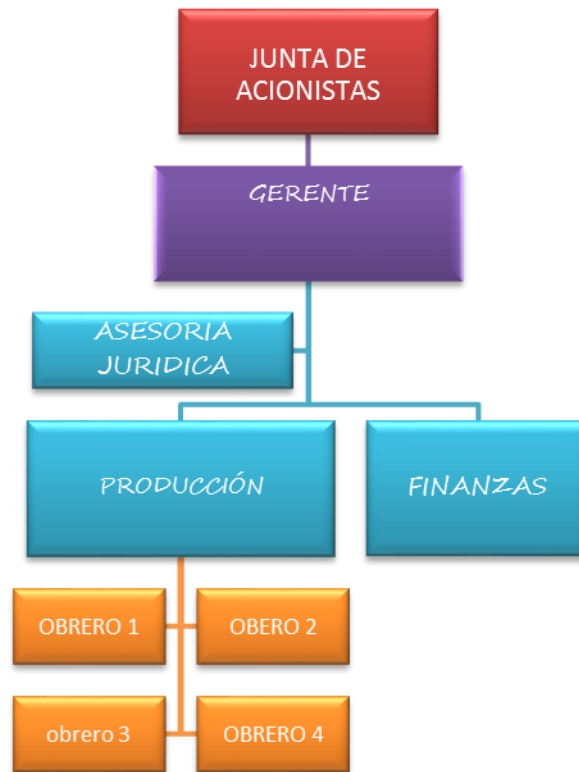 JUNTA DE
ACIONISTAS
GERENTE
ASESORIA
JURIDICA
PRODUCCIÓN
FINANZAS
OBRERO 1
OBERO 2
obrero 3
OBRERO 4